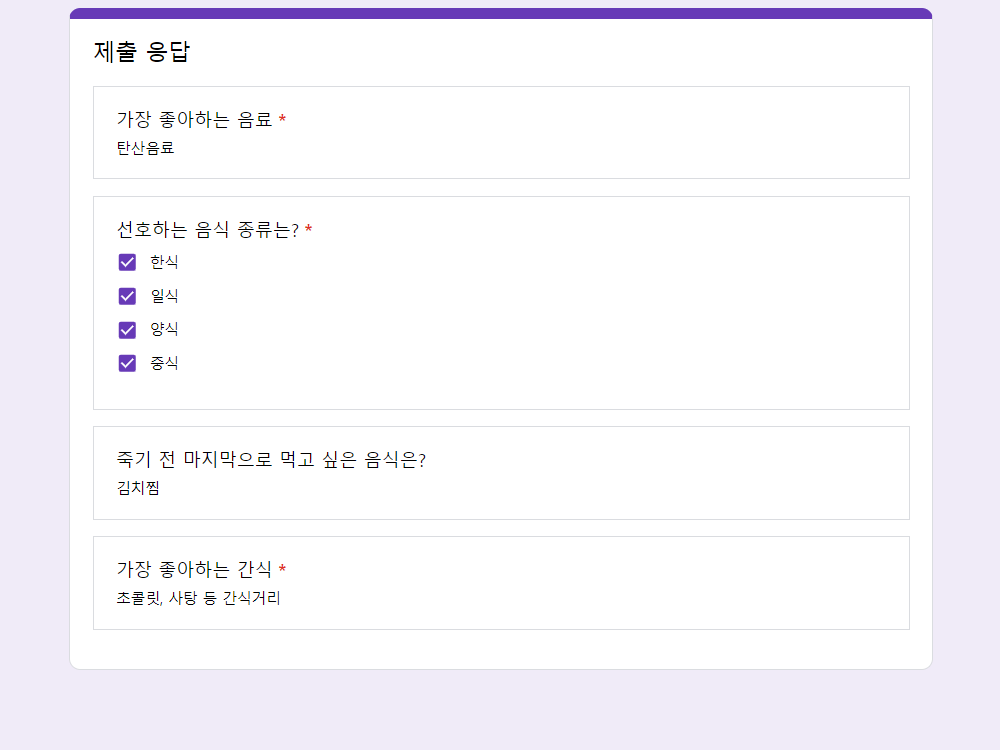 제출 응답
가장 좋아하는 음료 *
탄산음료
선호하는 음식 종류는? *
한식
일식
양식
중식
죽기 전 마지막으로 먹고 싶은 음식은?
김치찜
가장 좋아하는 간식 *
초콜릿, 사탕 등 간식거리